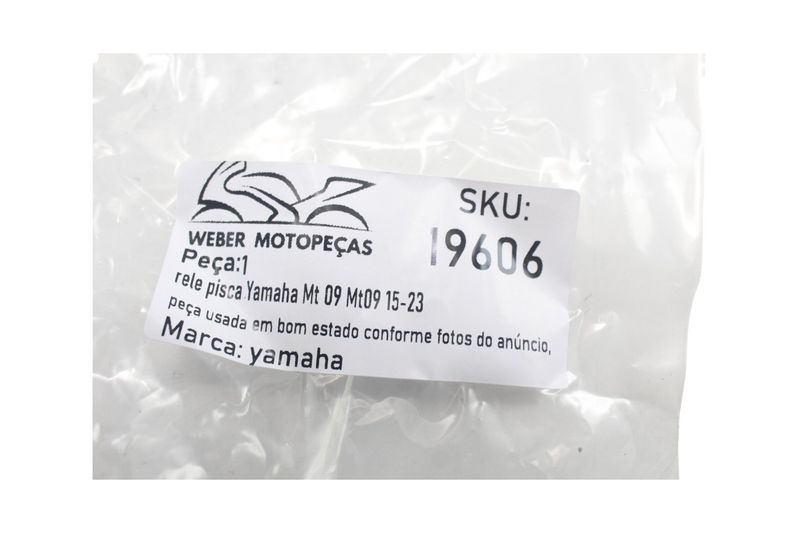 WEBER MOTOPEÇAS
SKU:
19606
Peça:1
rele pisca Yamaha Mt 09 Mt09 15-23
peça usada em bom estado conforme fotos do anúncio,
Marca: yamaha